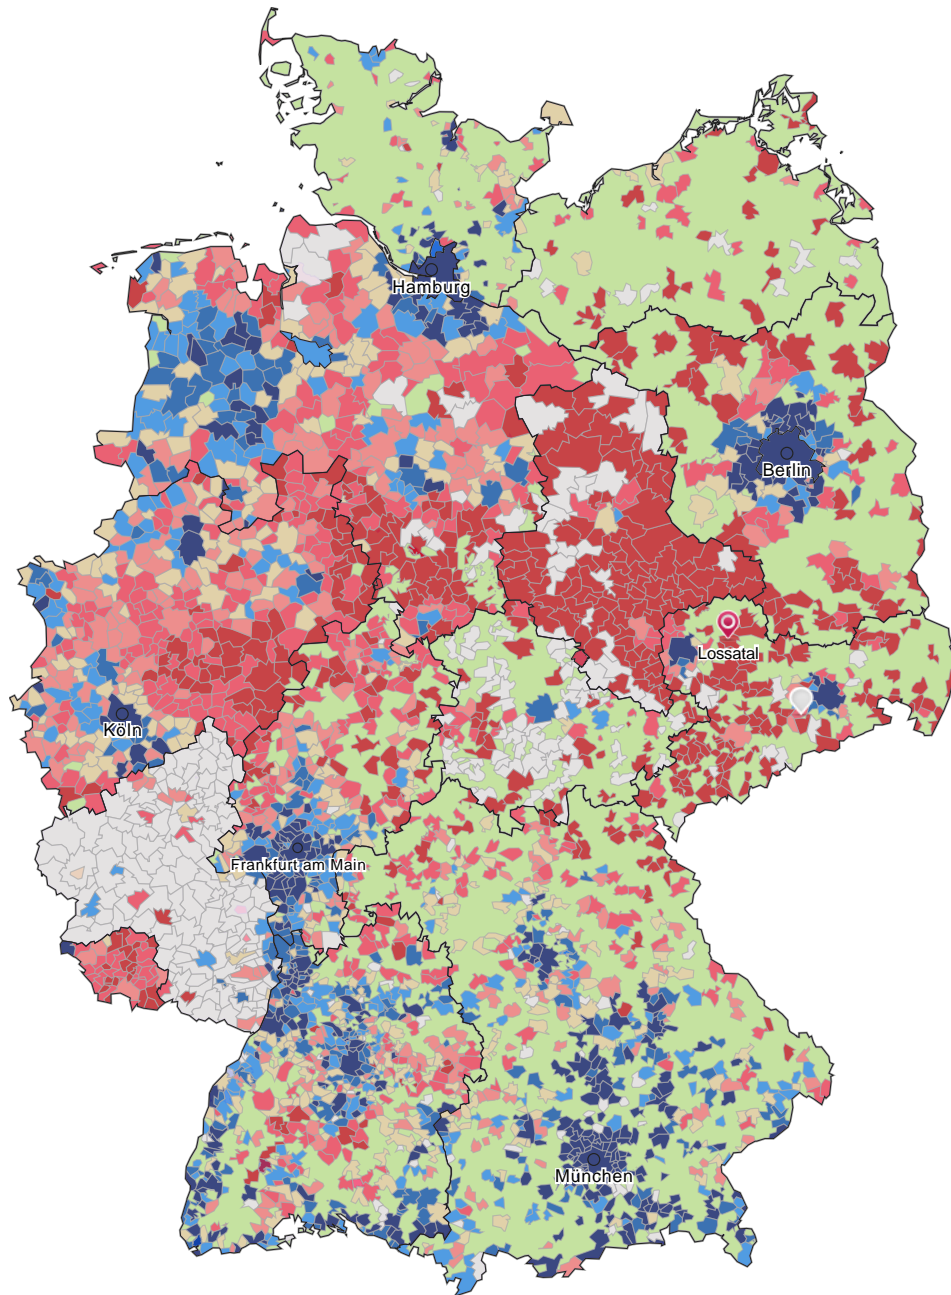 Hamburg
Berlin
Lossatal
Köln
Frankfurt am Main
München